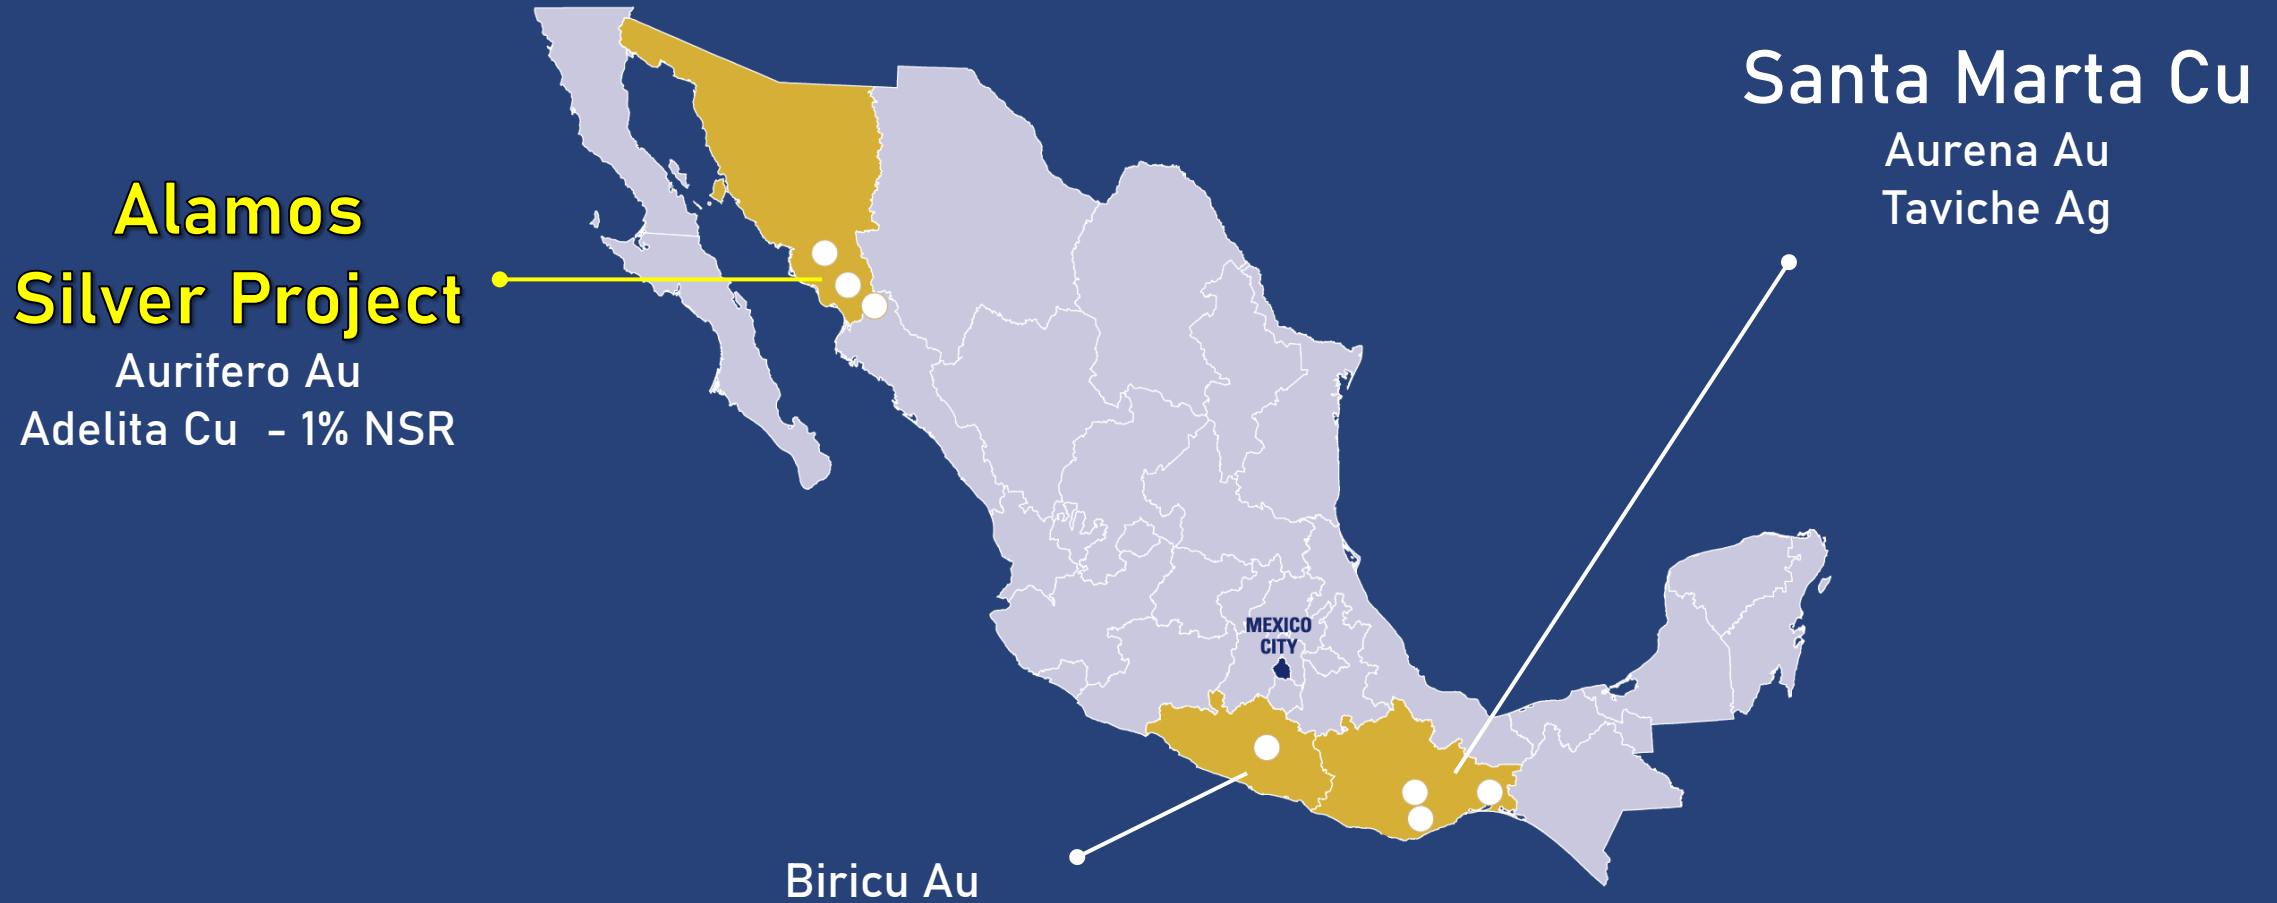 Alamos
Silver Project
Aurifero Au
Adelita Cu - 1% NSR
Santa Marta Cu
Aurena Au
Taviche Ag
MEXICO
CITY
Biricu Au